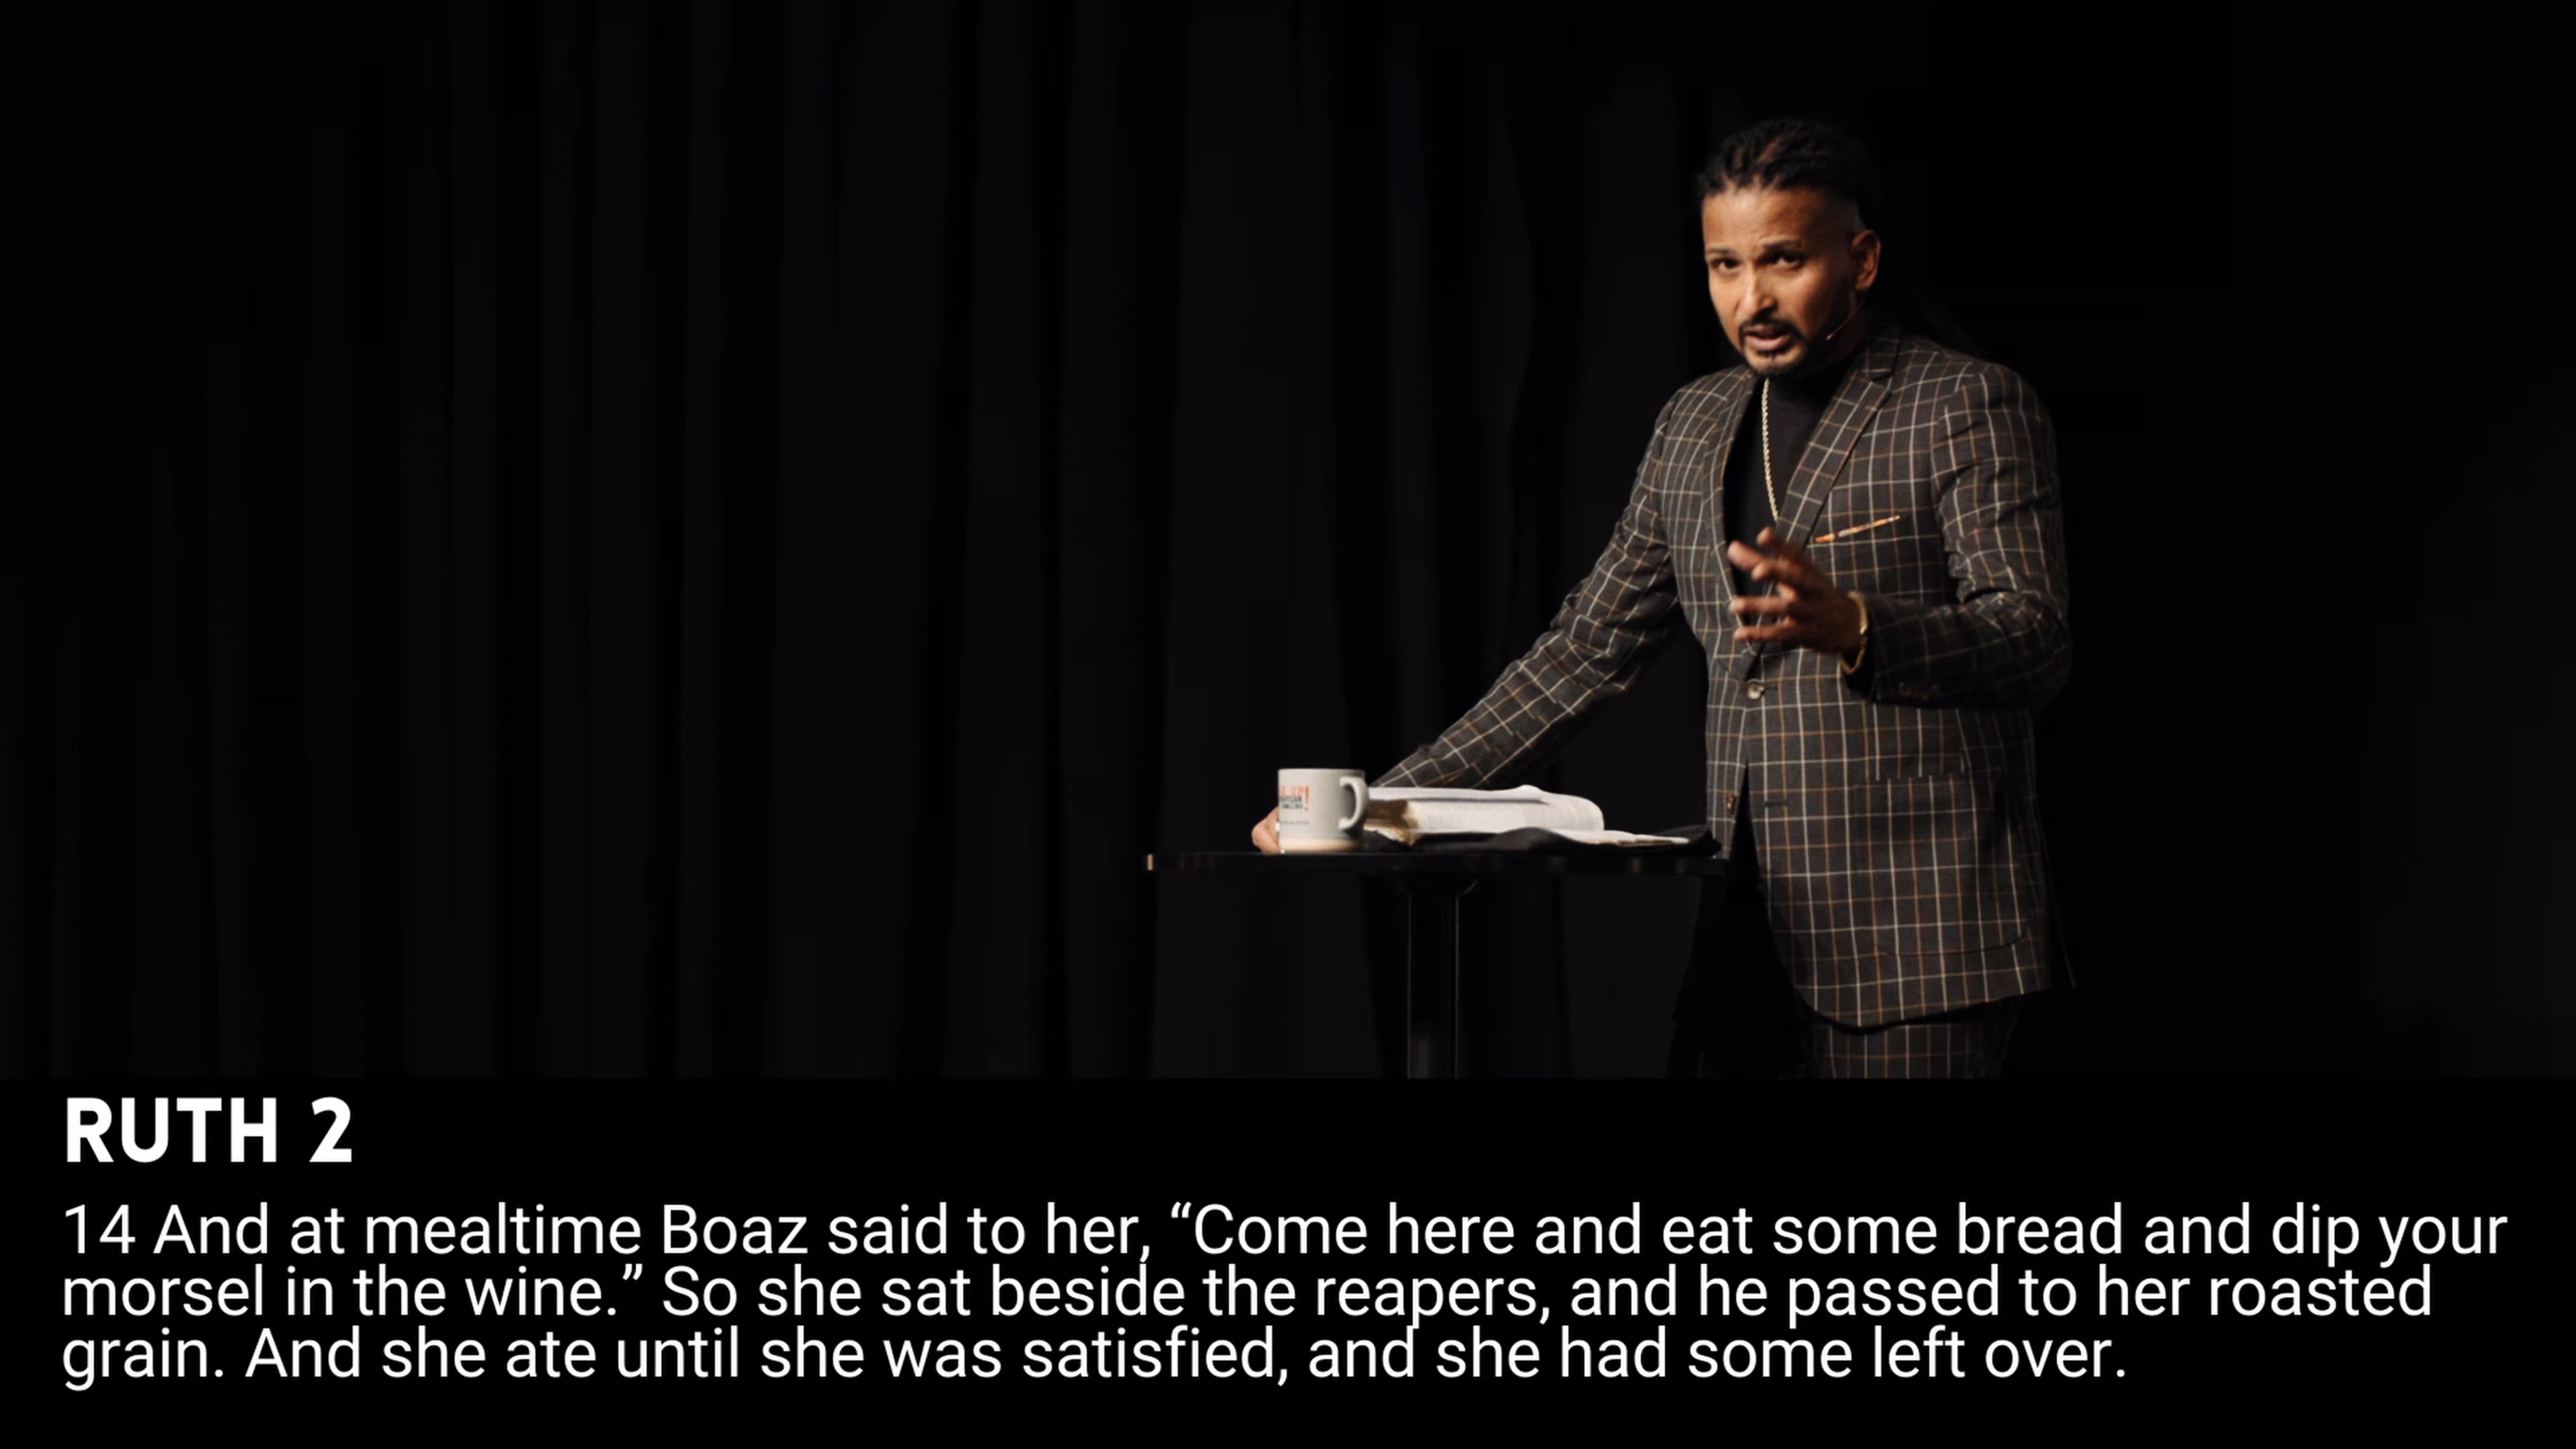 RUTH 2
14 And at mealtime Boaz said to her, “Come here and eat some bread and dip your
morsel in the wine.” So she sat beside the reapers, and he passed to her roasted
grain. And she ate until she was satisfied, and she had some left over.